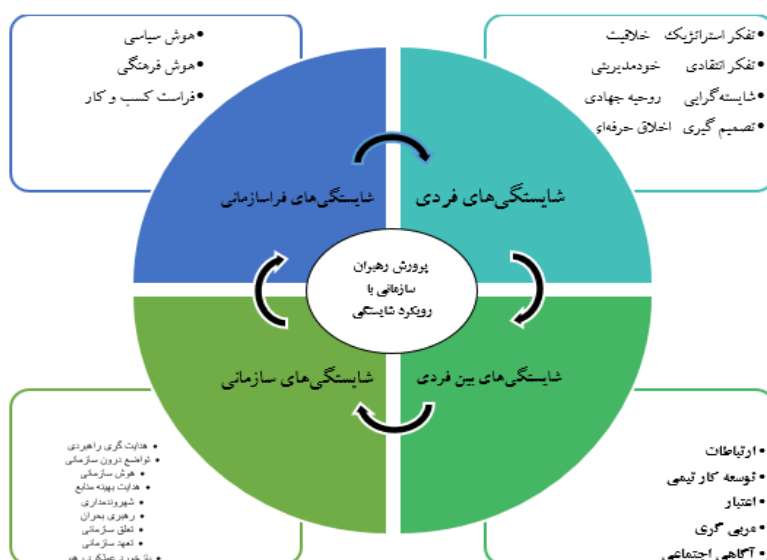 تفکر استراتژیک خلاقیت
تفکر انتقادی خودمدیریتی
شایسته گرایی روحیه جهادی
تصمیم گیری اخلاق حرفه‌ای
هوش سیاسی
هوش فرهنگی
فراست کسب و کار
شایستگی‌های فردی
شایستگی‌های فراسازمانی
پرورش رهبران
سازمانی با
رویکرد شایستگی
شایستگی‌های بین فردی
شایستگی‌های سازمانی
ارتباطات
توسعه کار تیمی
اعتبار
مربی گری
آگاهی اجتماعی
هدایت گری راهبردی
تواضع درون سازمانی
هوش سازمانی
هدایت بهینه منابع
شهروندمداری
رهبری بحران
تعلق سازمانی
تعهد سازمانی
بازخورد عملکرد